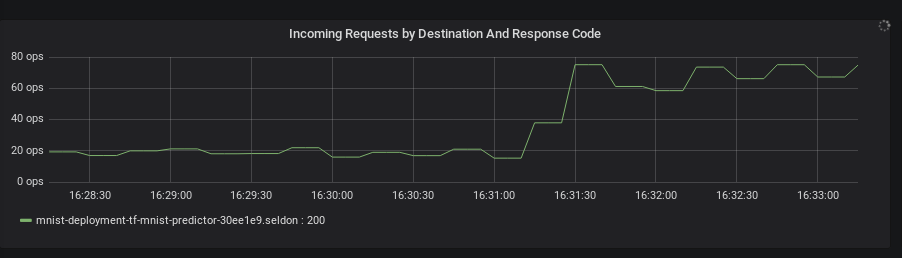 Incoming Requests by Destination And Response Code
80 ops
60 ops
40 ops
20 ops
0 ops
16:28:30 16:29:00 16:29:30 16:30:00 16:30:30 16:31:00 16:31:30 16:32:00 16:32:30 16:33:00
mnist-deployment-tf-mnist-predictor-30ee1e9.seldon : 200